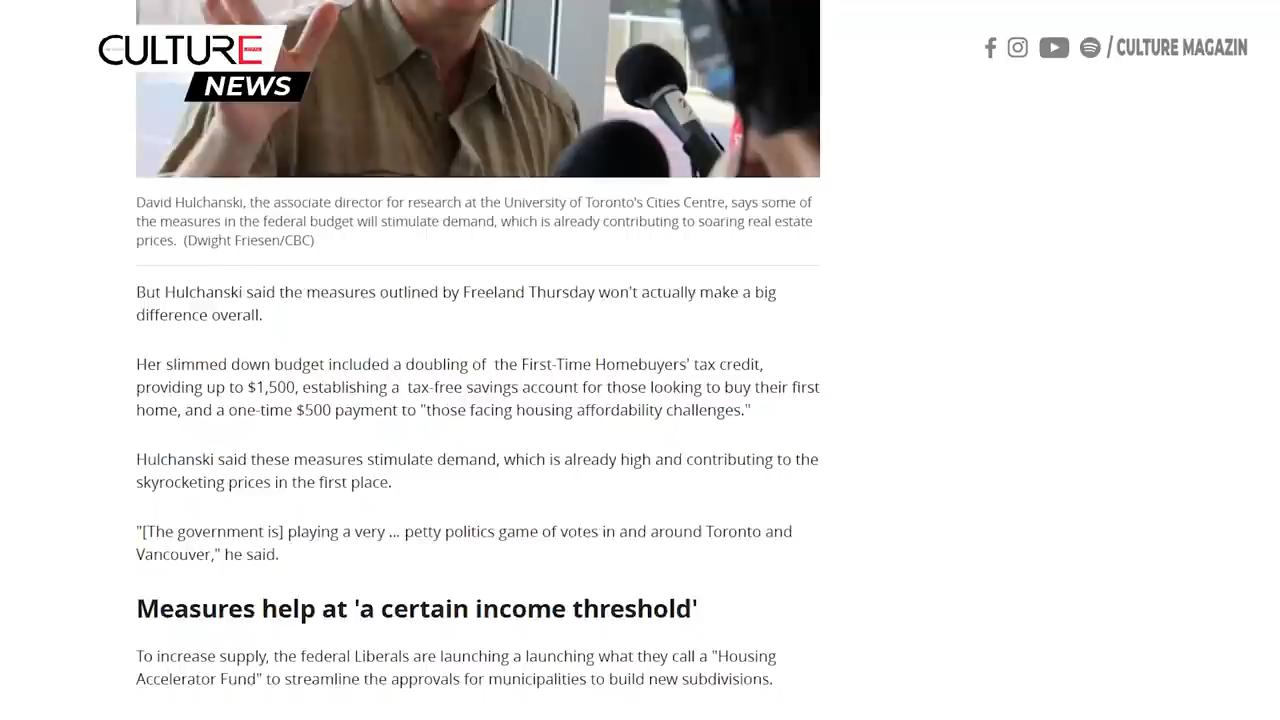 CULTURE
NEWS
/ CULTURE MAGAZIN
David Hulchanski, the associate director for research at the University of Toronto's Cities Centre, says some of
the measures in the federal budget will stimulate demand, which is already contributing to soaring real estate
prices.  (Dwight Friesen/CBC)
But Hulchanski said the measures outlined by Freeland Thursday won't actually make a big
difference overall.
Her slimmed down budget included a doubling of  the First-Time Homebuyers' tax credit,
providing up to $1,500, establishing a  tax-free savings account for those looking to buy their first
home, and a one-time $500 payment to "those facing housing affordability challenges."
Hulchanski said these measures stimulate demand, which is already high and contributing to the
skyrocketing prices in the first place.
"[The government is] playing a very ... petty politics game of votes in and around Toronto and
Vancouver," he said.
Measures help at 'a certain income threshold'
To increase supply, the federal Liberals are launching a launching what they call a "Housing
Accelerator Fund" to streamline the approvals for municipalities to build new subdivisions.